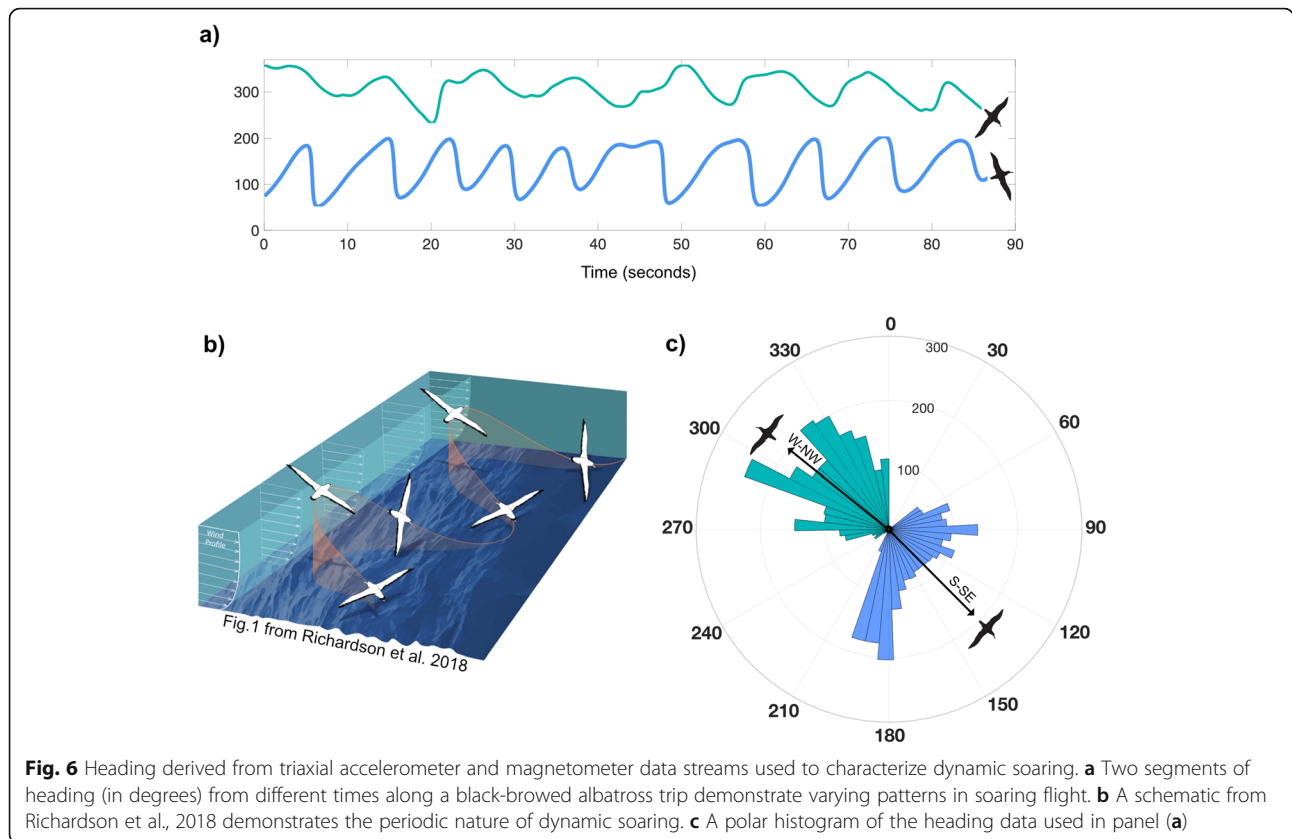 a)
300
200
100
0
0 10 20 30 40 50 60 70 80 90
Time (seconds)
b)
Wind
Profile
Fig.1 from Richardson et al. 2018
c)
0
30
60
90
120
150
180
210
240
270
300
330
300
200
100
W-NW
S-SE
Fig. 6 Heading derived from triaxial accelerometer and magnetometer data streams used to characterize dynamic soaring. a Two segments of
heading (in degrees) from different times along a black-browed albatross trip demonstrate varying patterns in soaring flight. b A schematic from
Richardson et al., 2018 demonstrates the periodic nature of dynamic soaring. c A polar histogram of the heading data used in panel (a)